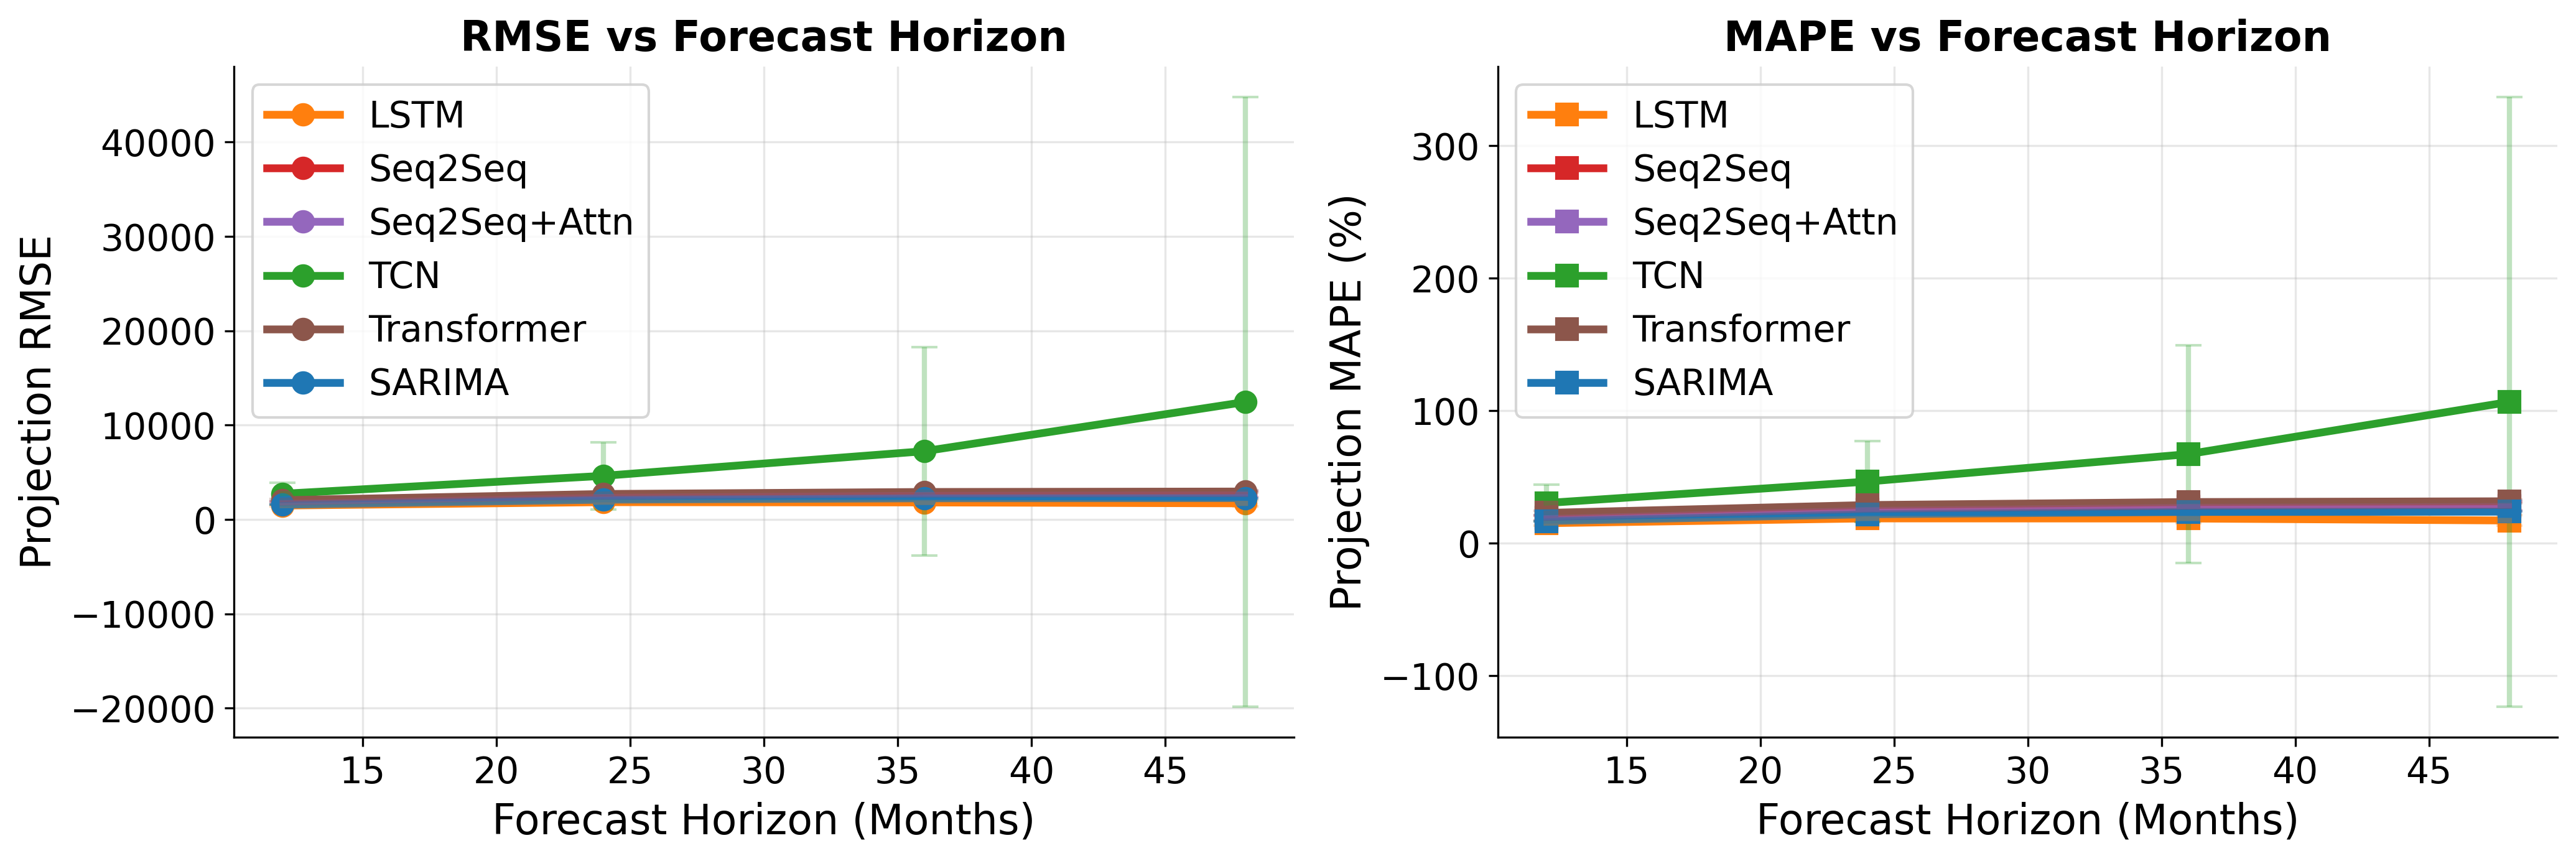 RMSE vs Forecast Horizon
Projection RMSE
40000
30000
20000
10000
0
−10000
−20000
LSTM
Seq2Seq
Seq2Seq+Attn
TCN
Transformer
SARIMA
15 20 25 30 35 40 45
Forecast Horizon (Months)
MAPE vs Forecast Horizon
Projection MAPE (%)
300
200
100
0
−100
LSTM
Seq2Seq
Seq2Seq+Attn
TCN
Transformer
SARIMA
15 20 25 30 35 40 45
Forecast Horizon (Months)